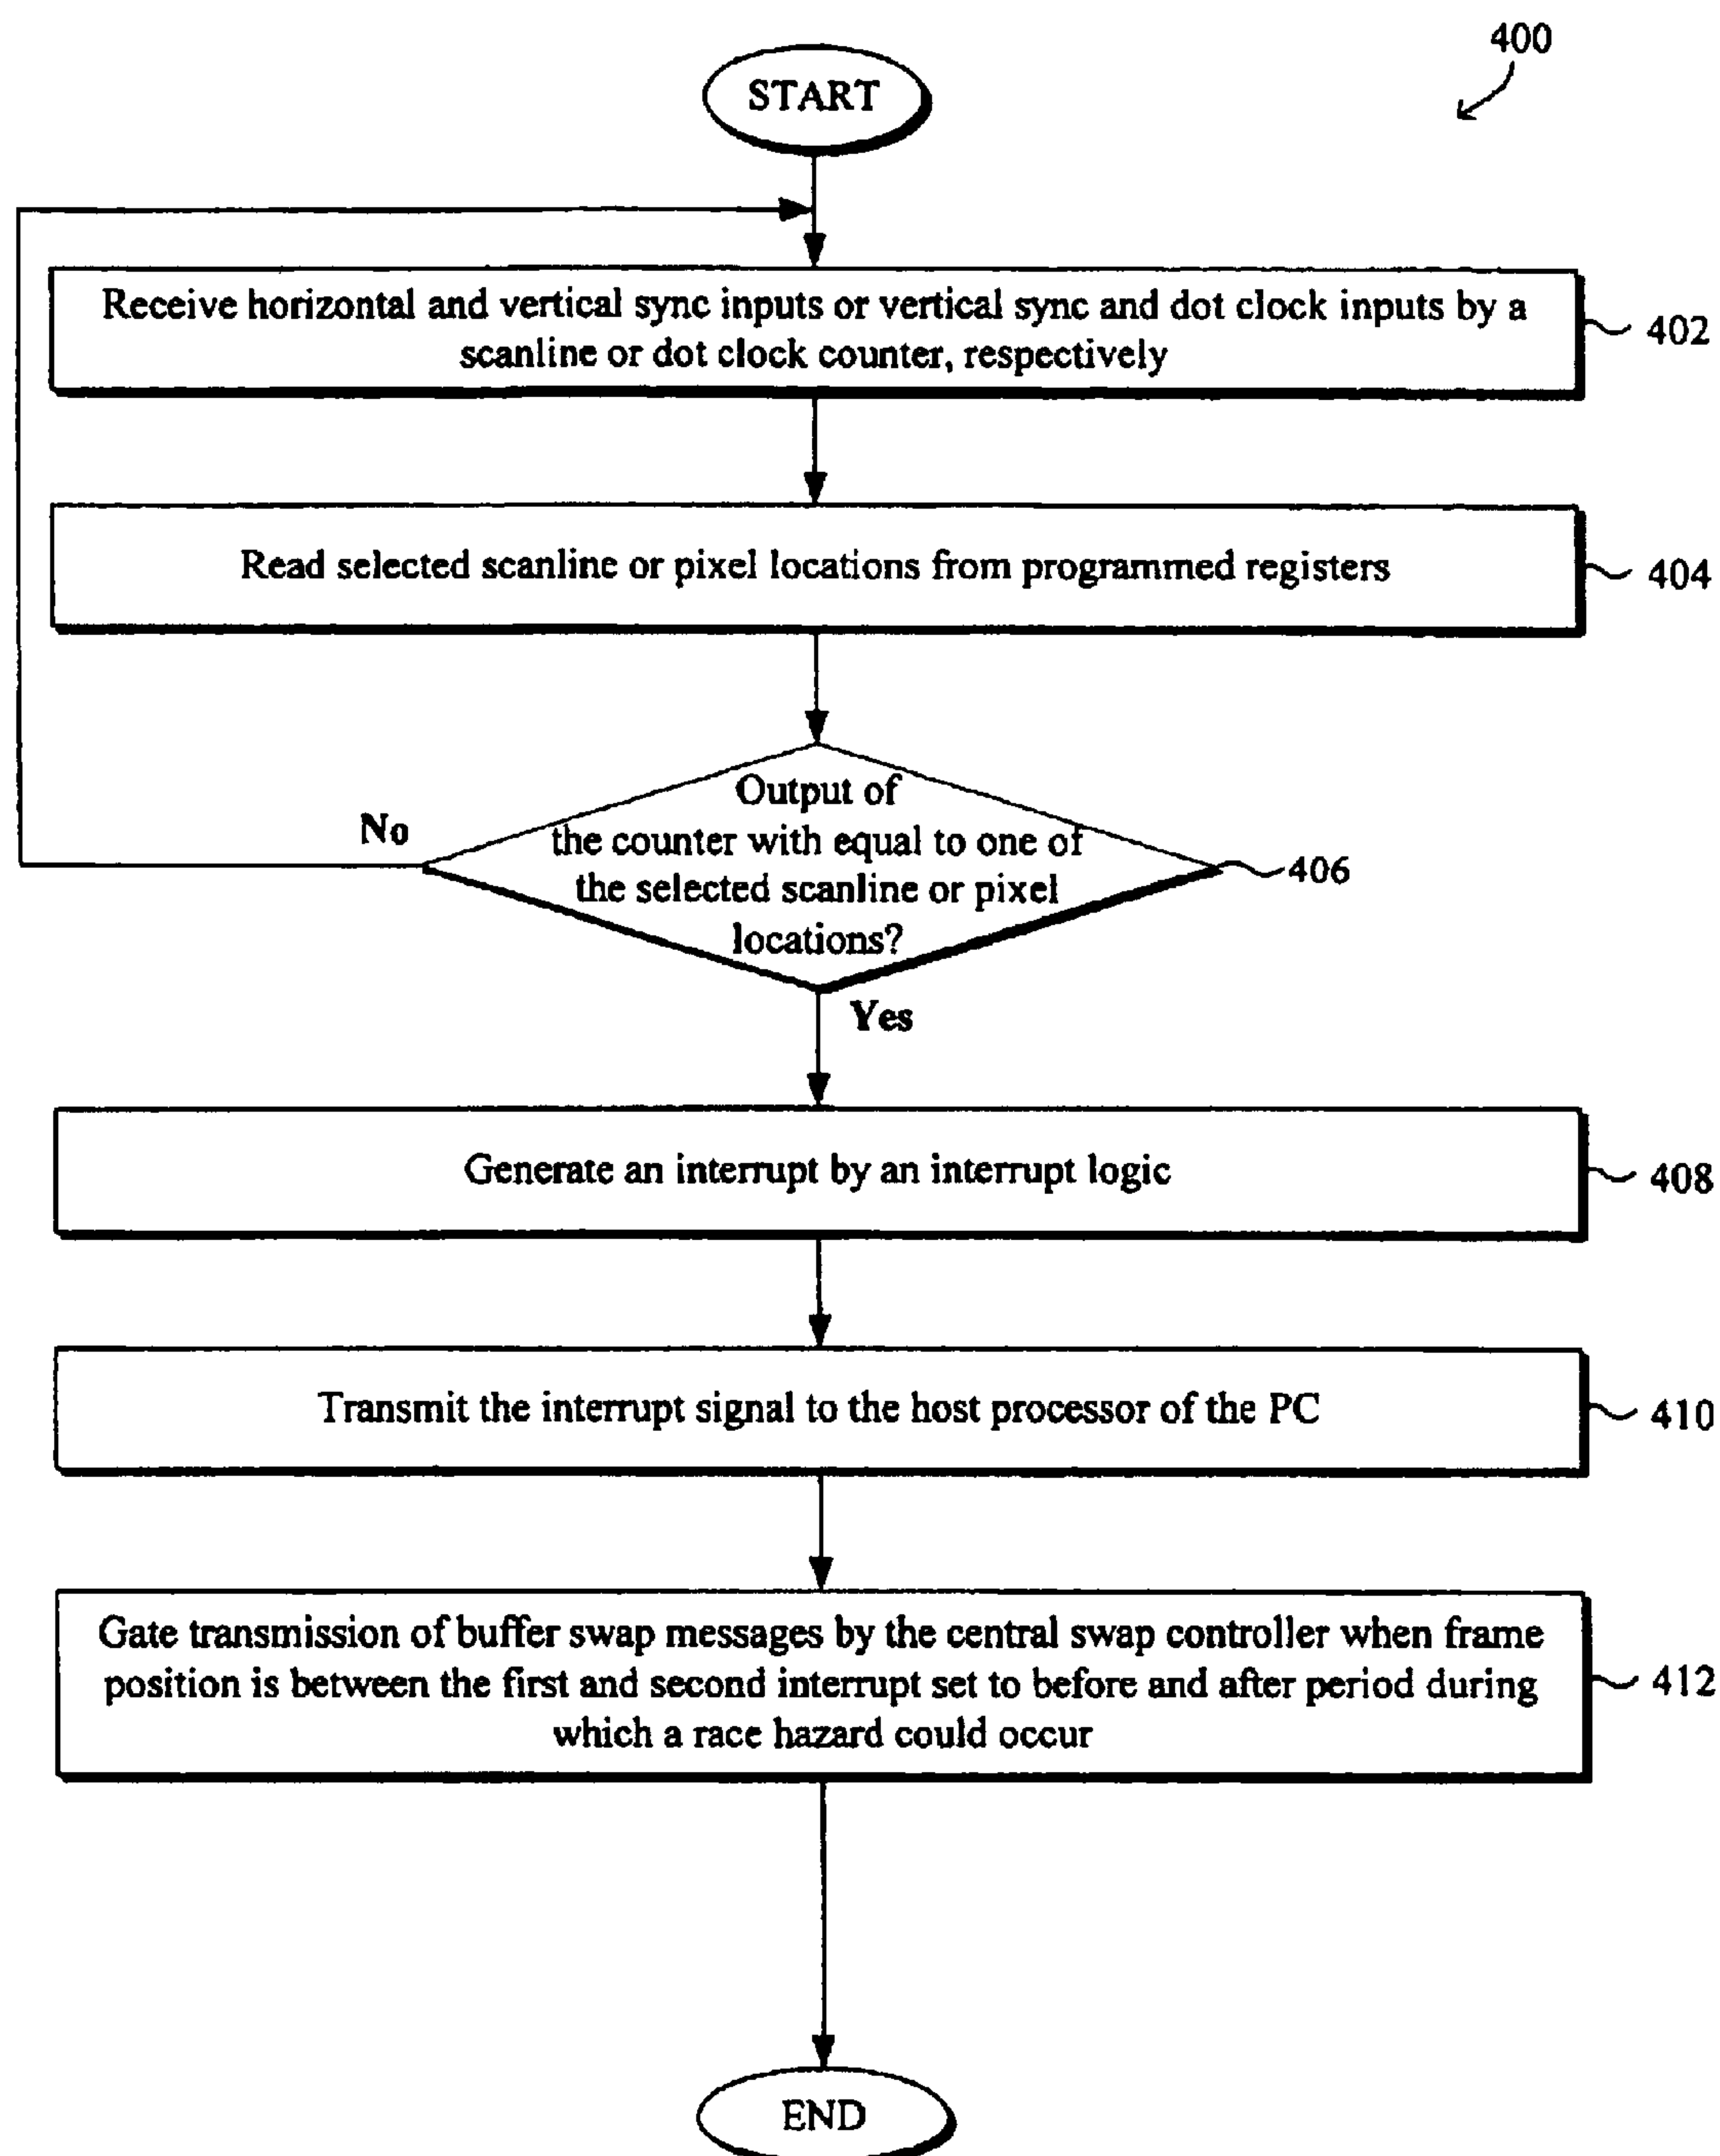 400
START
Receive horizontal and vertical sync inputs or vertical sync and dot clock inputs by a
scanline or dot clock counter, respectively
402
Read selected scanline or pixel locations from programmed registers
404
Output of
the counter with equal to one of
the selected scanline or pixel
locations?
No
406
Yes
Generate an interrupt by an interrupt logic
408
Transmit the interrupt signal to the host processor of the PC
410
Gate transmission of buffer swap messages by the central swap controller when frame
position is between the first and second interrupt set to before and after period during
which a race hazard could occur
412
END